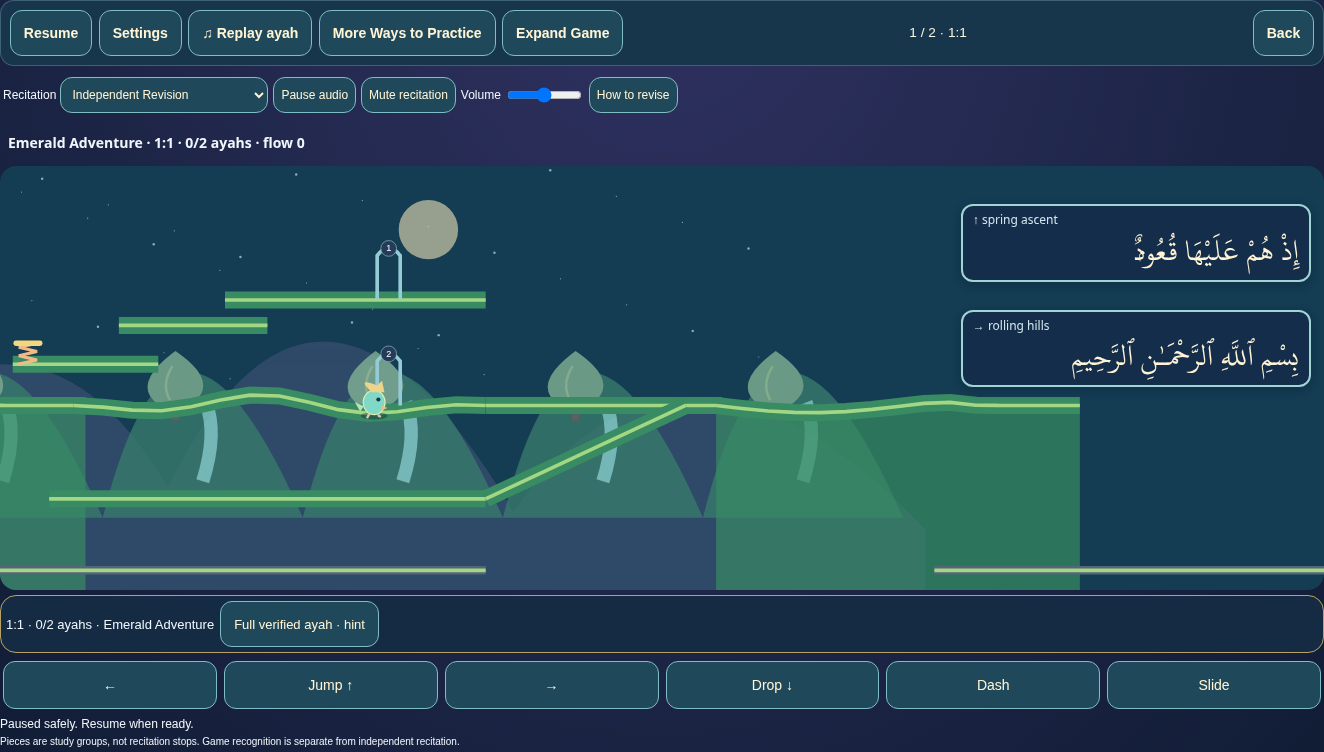 Resume Settings ♫ Replay ayah More Ways to Practice Expand Game 1 / 2 · 1:1 Back
Recitation Independent Revision Pause audio Mute recitation Volume How to revise
Emerald Adventure · 1:1 · 0/2 ayahs · flow 0
↑ spring ascent
إِذْ هُمْ عَلَيْهَا قُعُودٌ
1
→ rolling hills
بِسْمِ ٱللَّهِ ٱلرَّحْمَـٰنِ ٱلرَّحِيمِ
2
1:1 · 0/2 ayahs · Emerald Adventure Full verified ayah · hint
← Jump ↑ → Drop ↓ Dash Slide
Paused safely. Resume when ready.
Pieces are study groups, not recitation stops. Game recognition is separate from independent recitation.